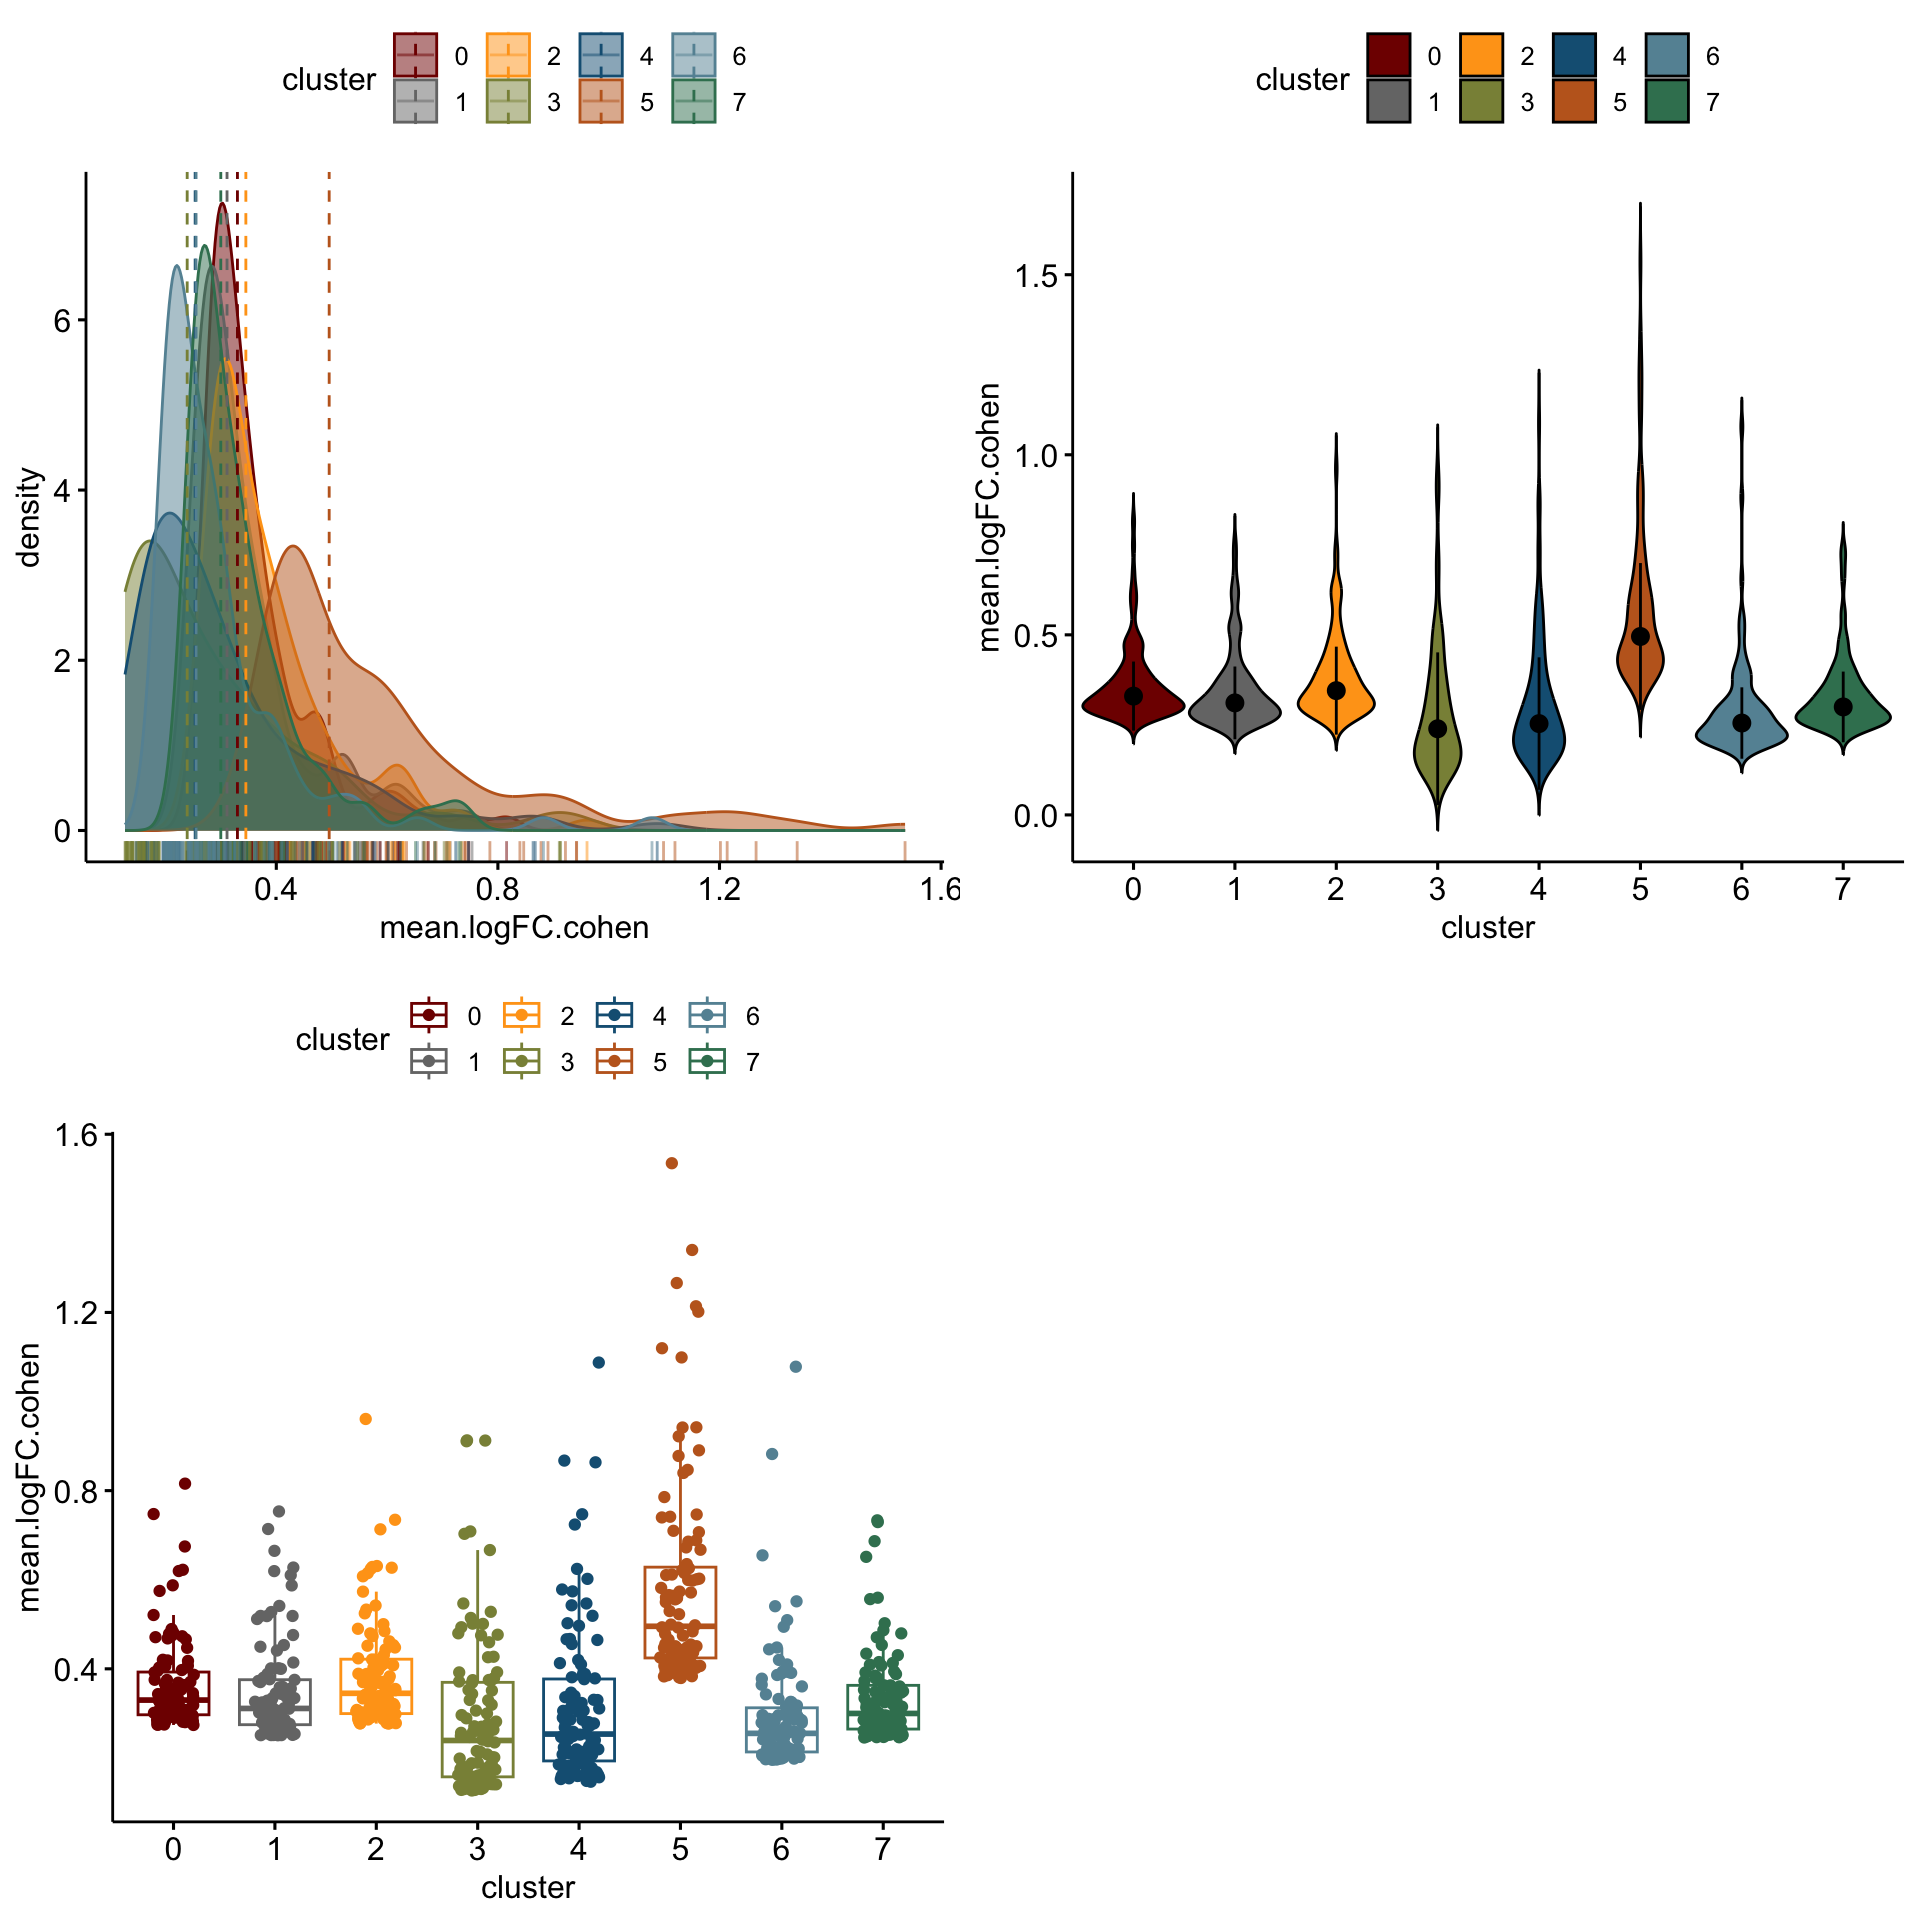 cluster 0 2 4 6
1 3 5 7
density
6
4
2
0
0.4 0.8 1.2 1.6
mean.logFC.cohen
cluster 0 2 4 6
1 3 5 7
mean.logFC.cohen
1.5
1.0
0.5
0.0
0 1 2 3 4 5 6 7
cluster
cluster 0 2 4 6
1 3 5 7
mean.logFC.cohen
1.6
1.2
0.8
0.4
0 1 2 3 4 5 6 7
cluster